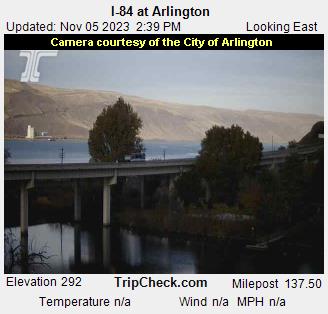 I-84 at Arlington
Updated: Nov 05 2023 2:39 PM Looking East
Camera courtesy of the City of Arlington
Elevation 292 TripCheck.com Milepost 137.50
Temperature n/a Wind n/a MPH n/a